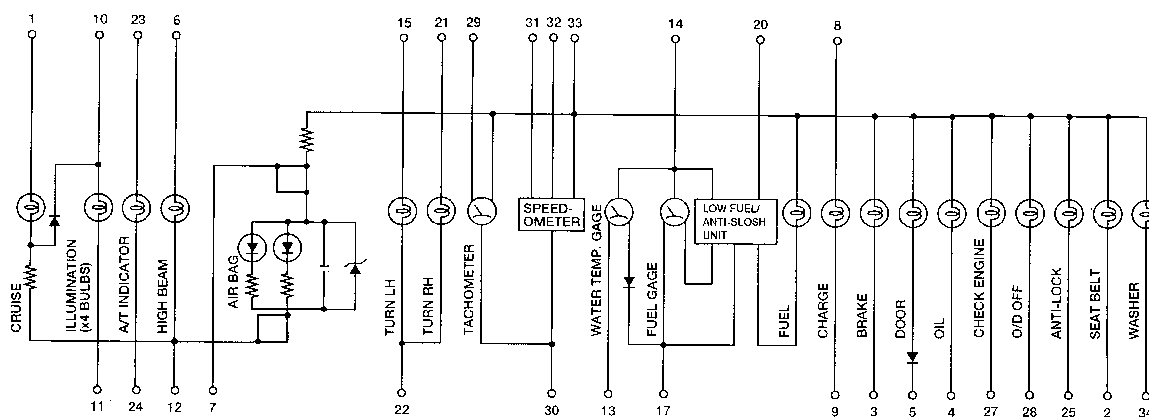 1 10 23 6 15 21 29 31 32 33 14 20 8
CRUISE
ILLUMINATION
(x4 BULBS)
A/T INDICATOR
HIGH BEAM
AIR BAG
TURN LH
TURN RH
TACHOMETER
SPEED-
OMETER
WATER TEMP. GAGE
FUEL GAGE
LOW FUEL/
ANTI-SLOSH
UNIT
FUEL
CHARGE
BRAKE
DOOR
OIL
CHECK ENGINE
O/D OFF
ANTI-LOCK
SEAT BELT
WASHER
11 24 12 7 22 30 13 17 9 3 5 4 27 28 25 2 34